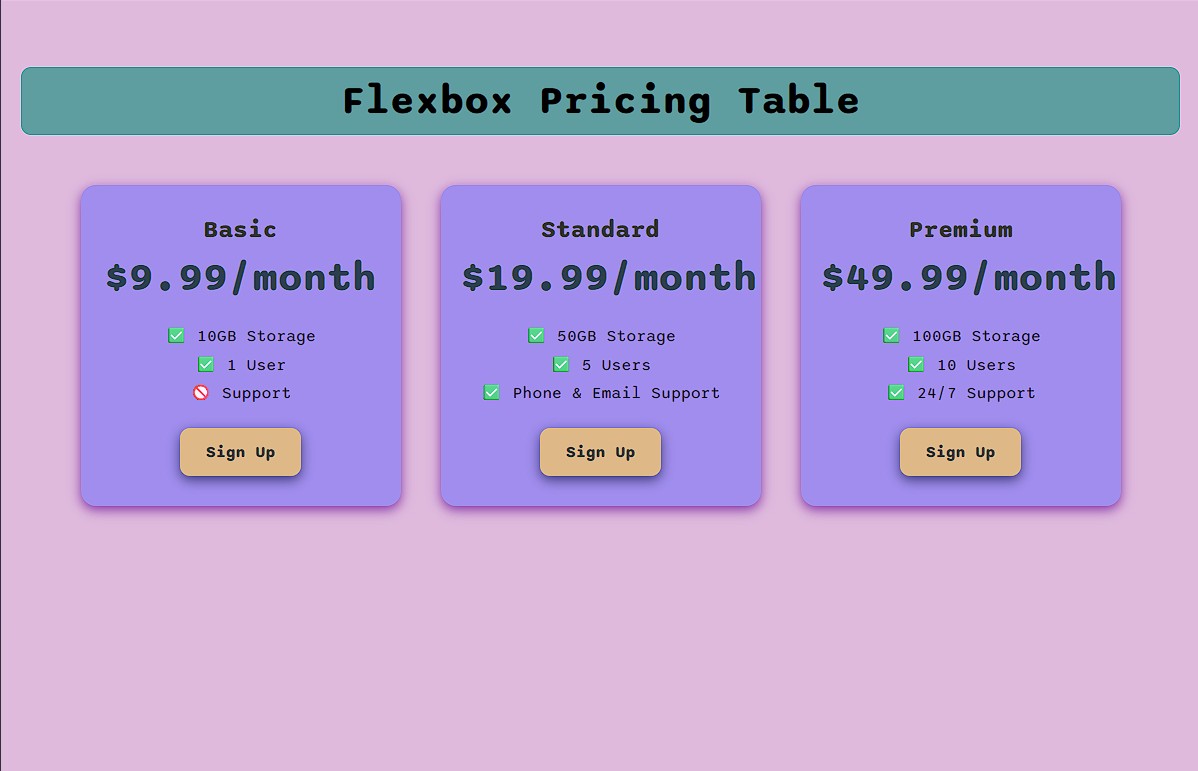 Flexbox Pricing Table
Basic
$9.99/month
✅ 10GB Storage
✅ 1 User
🚫 Support
Sign Up
Standard
$19.99/month
✅ 50GB Storage
✅ 5 Users
✅ Phone & Email Support
Sign Up
Premium
$49.99/month
✅ 100GB Storage
✅ 10 Users
✅ 24/7 Support
Sign Up